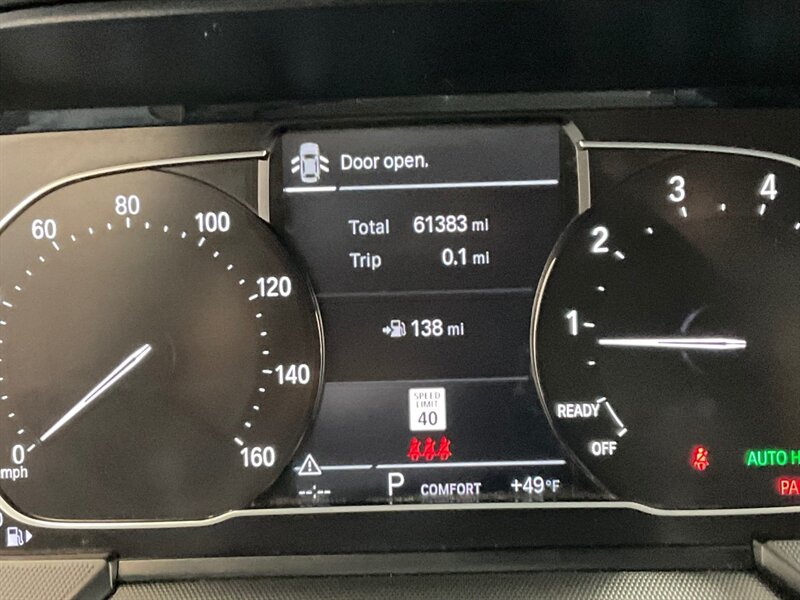 Door open.
Total 61383 mi
Trip 0.1 mi
138 mi
SPEED
LIMIT
40
--:--
P COMFORT +49°F
0
60
80
100
120
140
160
mph
1
2
3
4
READY
OFF
AUTO H
PA